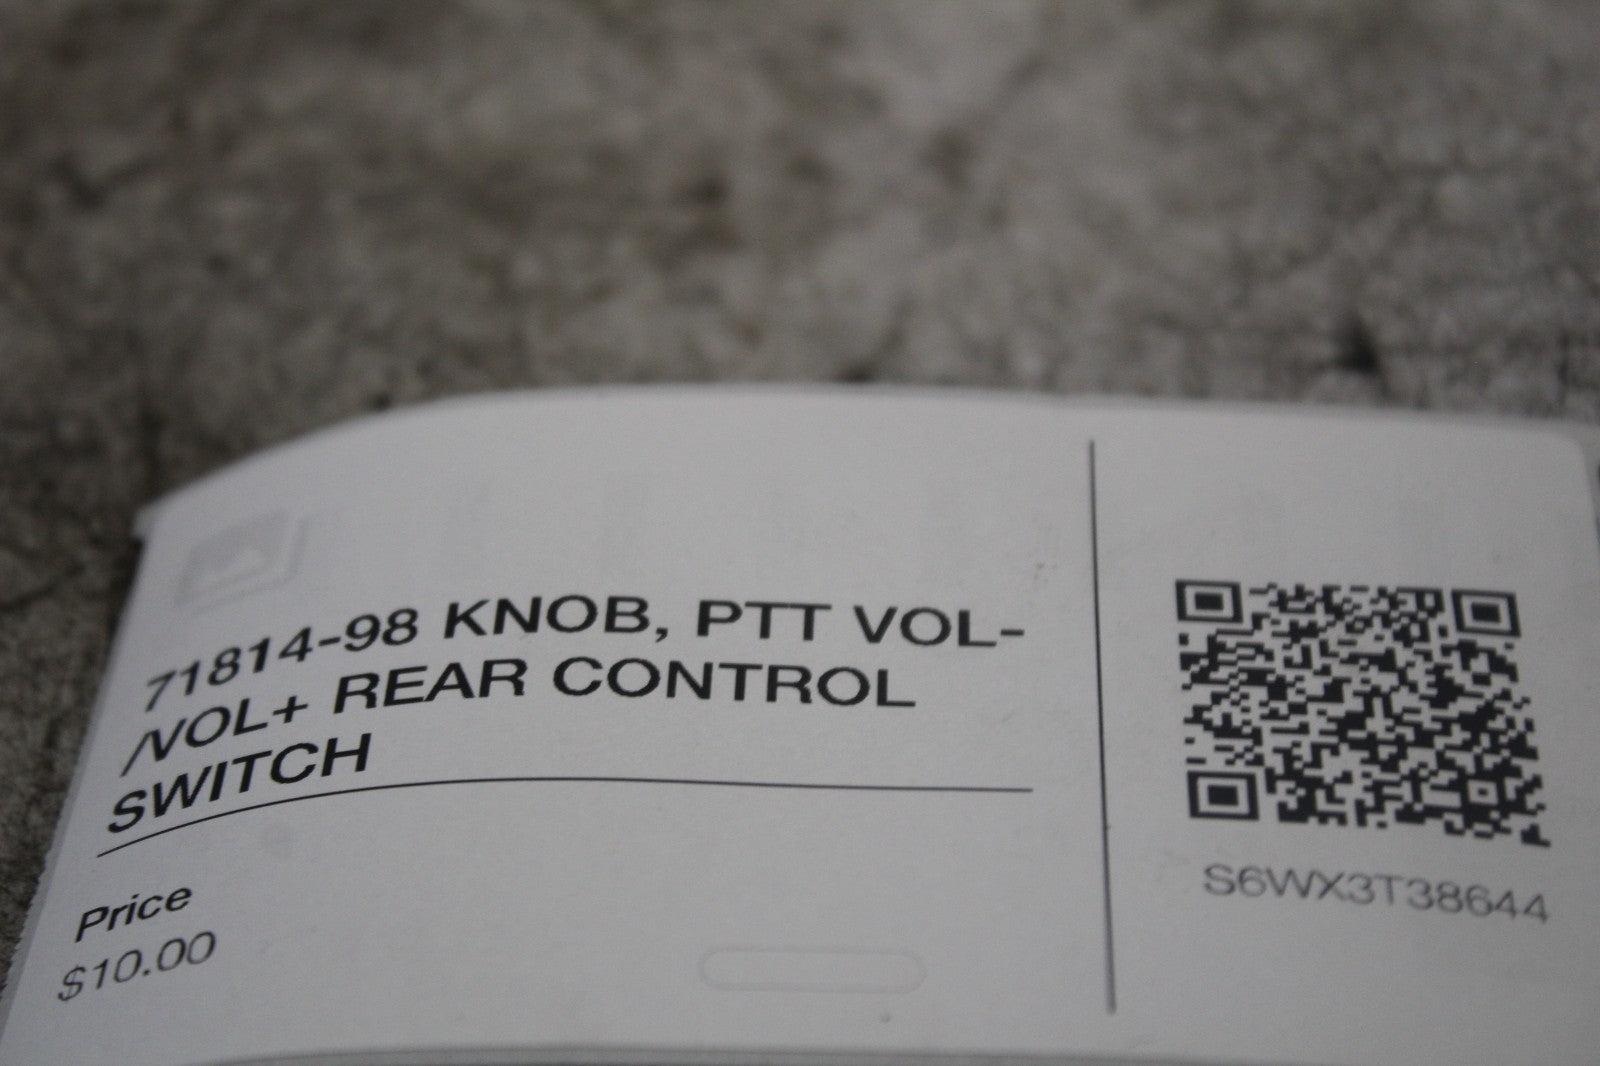 71814-98 KNOB, PTT VOL-
/VOL+ REAR CONTROL
SWITCH
Price
$10.00
S6WX3T38644